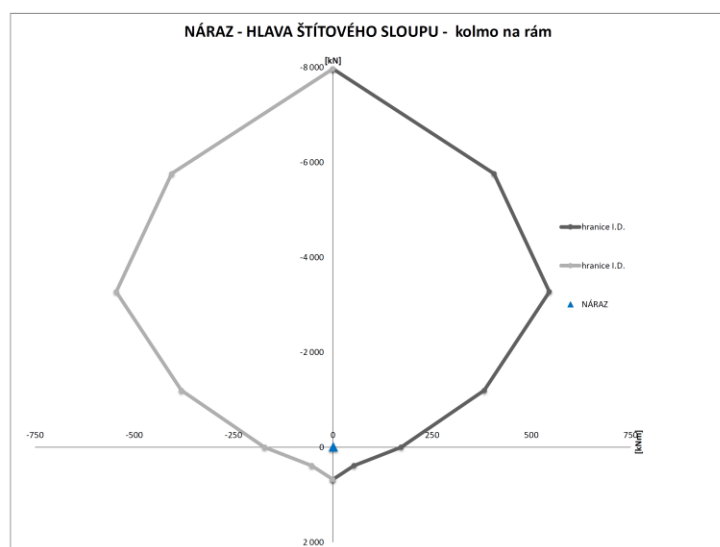 NÁRAZ - HLAVA ŠTÍTOVÉHO SLOUPU - kolmo na rám
[kN]
-8 000
-6 000
hranice I.D.
-4 000
hranice I.D.
NÁRAZ
-2 000
-750 -500 -250 0 250 500 750
[kNm]
0
2 000